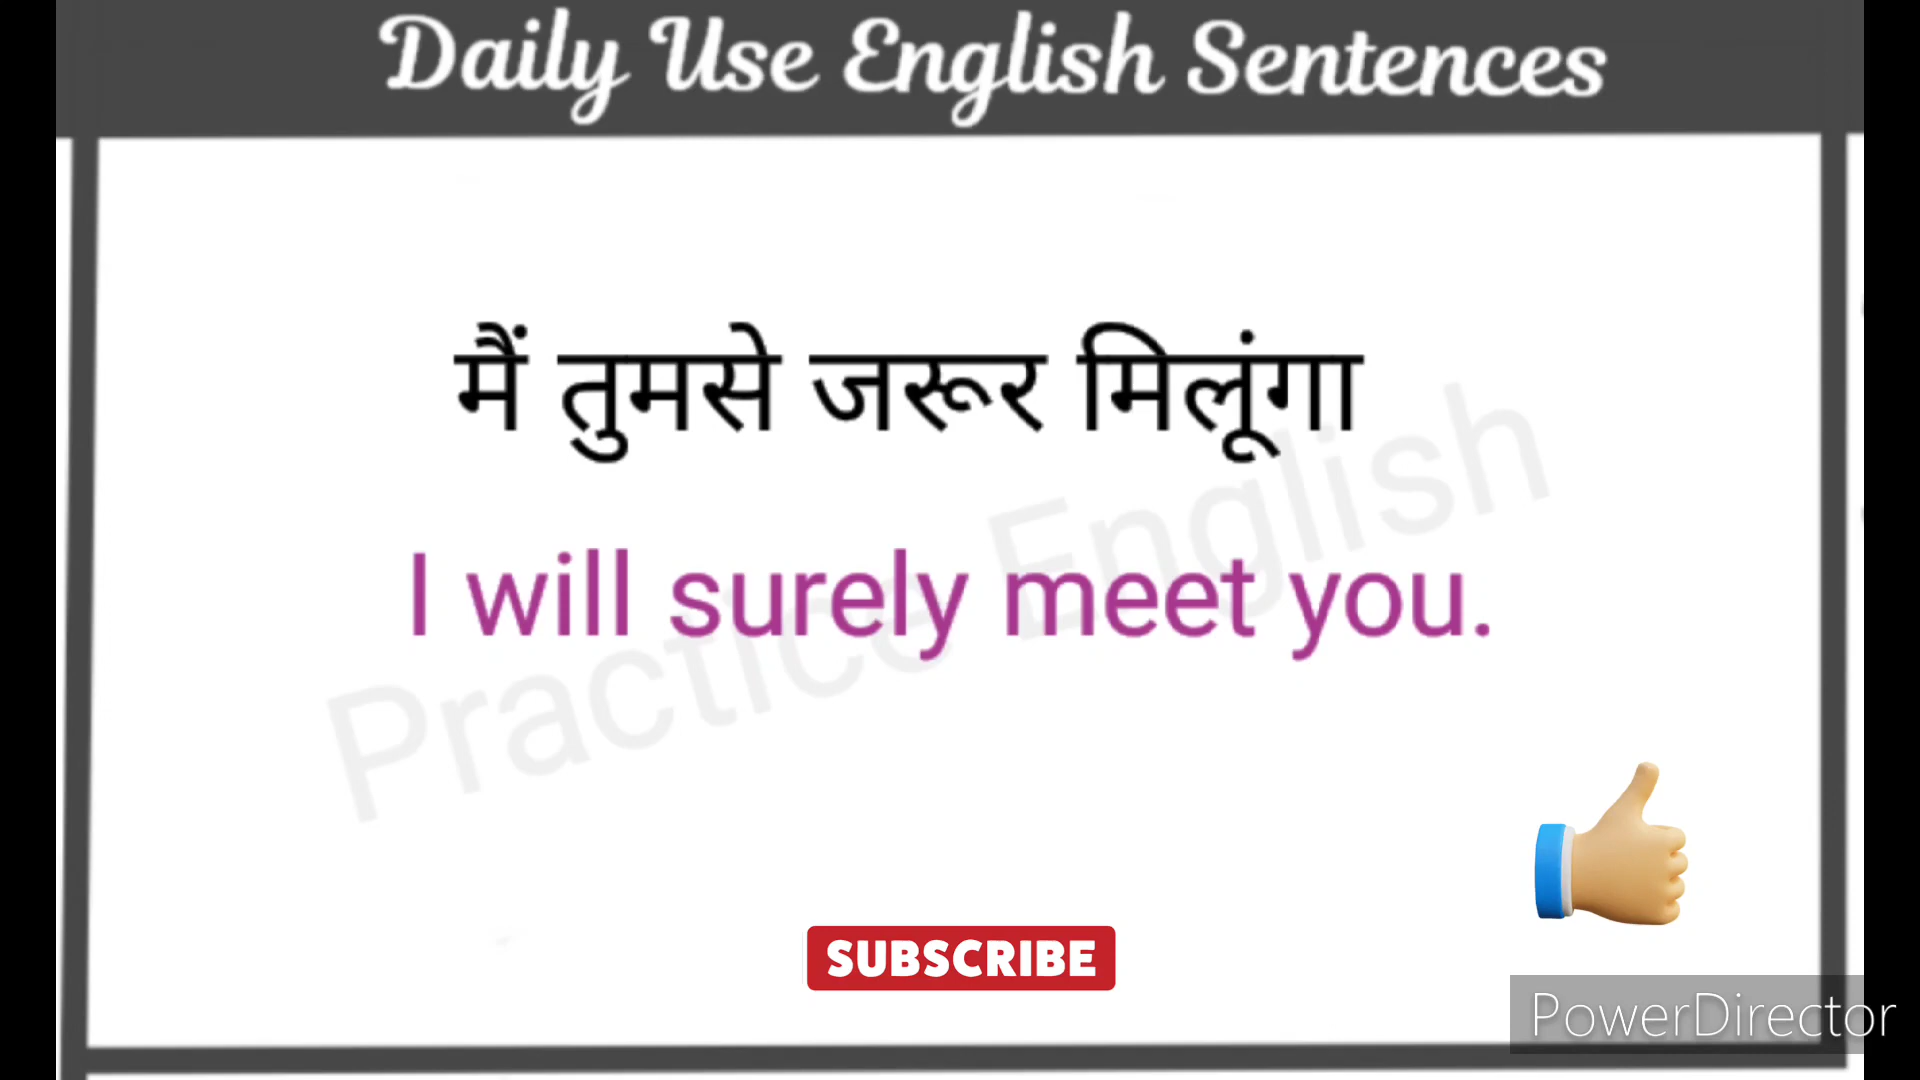 Daily Use English Sentences
मैं तुमसे जरूर मिलूंगा
I will surely meet you.
Practice English
SUBSCRIBE
PowerDirector